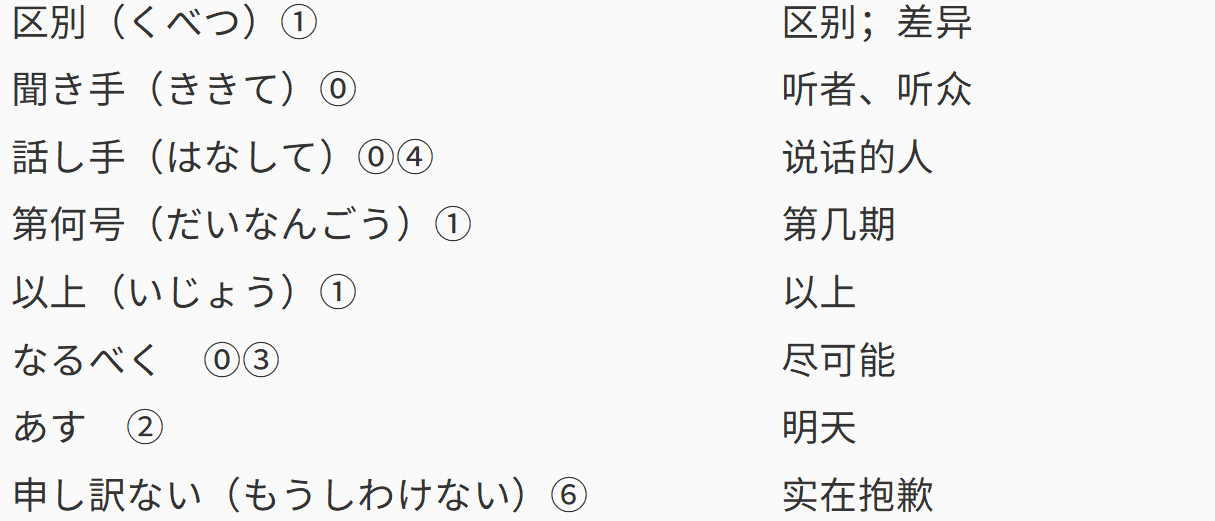 区別（くべつ）① 区别；差异
聞き手（ききて）⓪ 听者、听众
話し手（はなして）⓪④ 说话的人
第何号（だいなんごう）① 第几期
以上（いじょう）① 以上
なるべく　⓪③ 尽可能
あす　② 明天
申し訳ない（もうしわけない）⑥ 实在抱歉